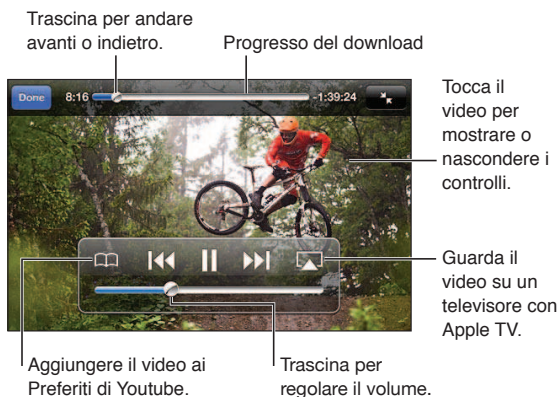 Trascina per andare
avanti o indietro.
Progresso del download
Done
8:16
-1:39:24
Tocca il
video per
mostrare o
nascondere i
controlli.
Guarda il
video su un
televisore con
Apple TV.
Aggiungere il video ai
Preferiti di Youtube.
Trascina per
regolare il volume.